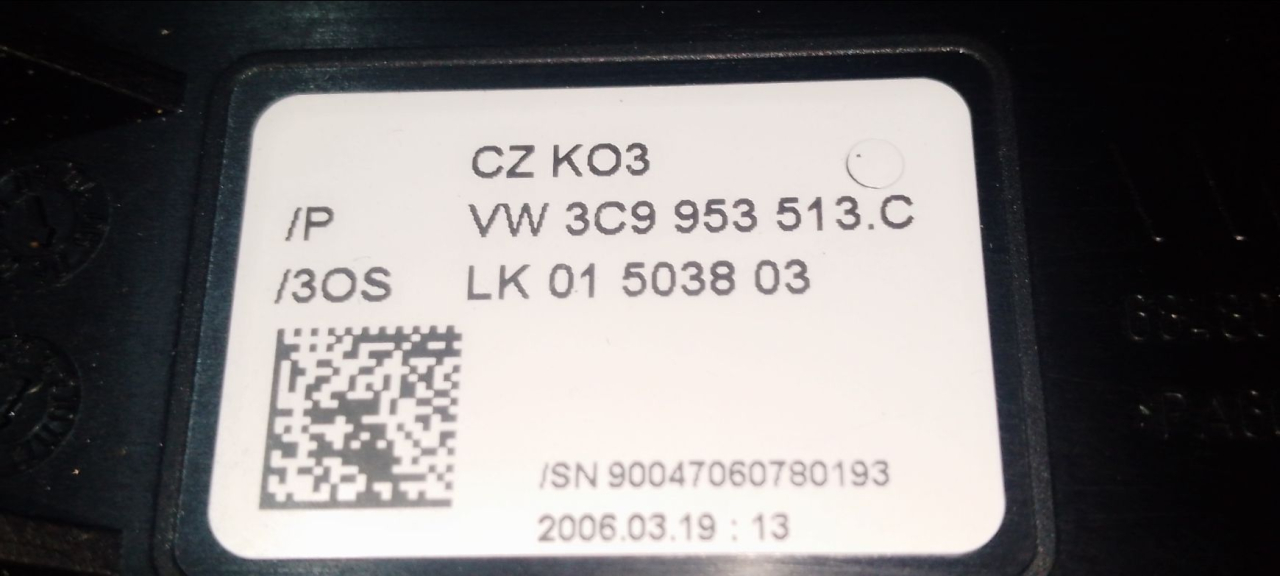 CZ KO3
/P VW 3C9 953 513.C
/3OS LK 01 5038 03
/SN 90047060780193
2006.03.19 : 13